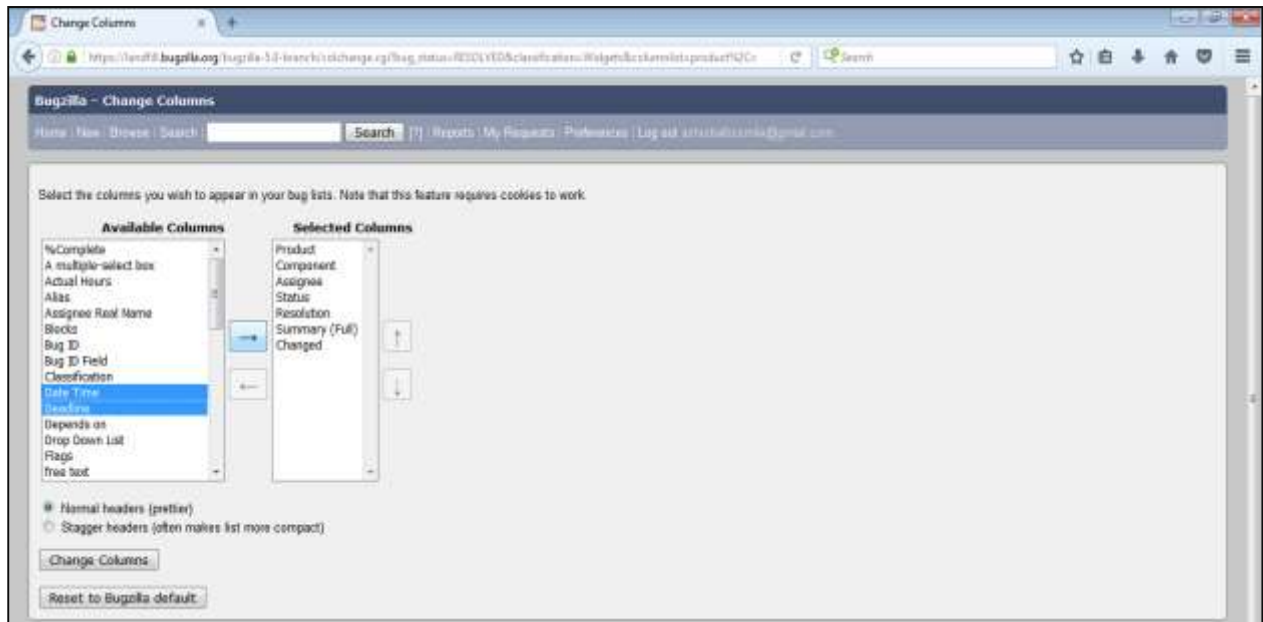 Change Columns
bugzilla.org
Search
Bugzilla – Change Columns
Home | New | Browse | Search | Search [?] | Reports | My Requests | Preferences | Log out
Select the columns you wish to appear in your bug lists. Note that this feature requires cookies to work.
Available Columns Selected Columns
%Complete Product
A multiple-select box Component
Actual Hours Assignee
Alias Status
Assignee Real Name Resolution
Blocks Summary (Full)
Bug ID Changed
Bug ID Field
Classification
Date Time
Deadline
Depends on
Drop Down List
Flags
free text
Normal headers (prettier)
Stagger headers (often makes list more compact)
Change Columns
Reset to Bugzilla default